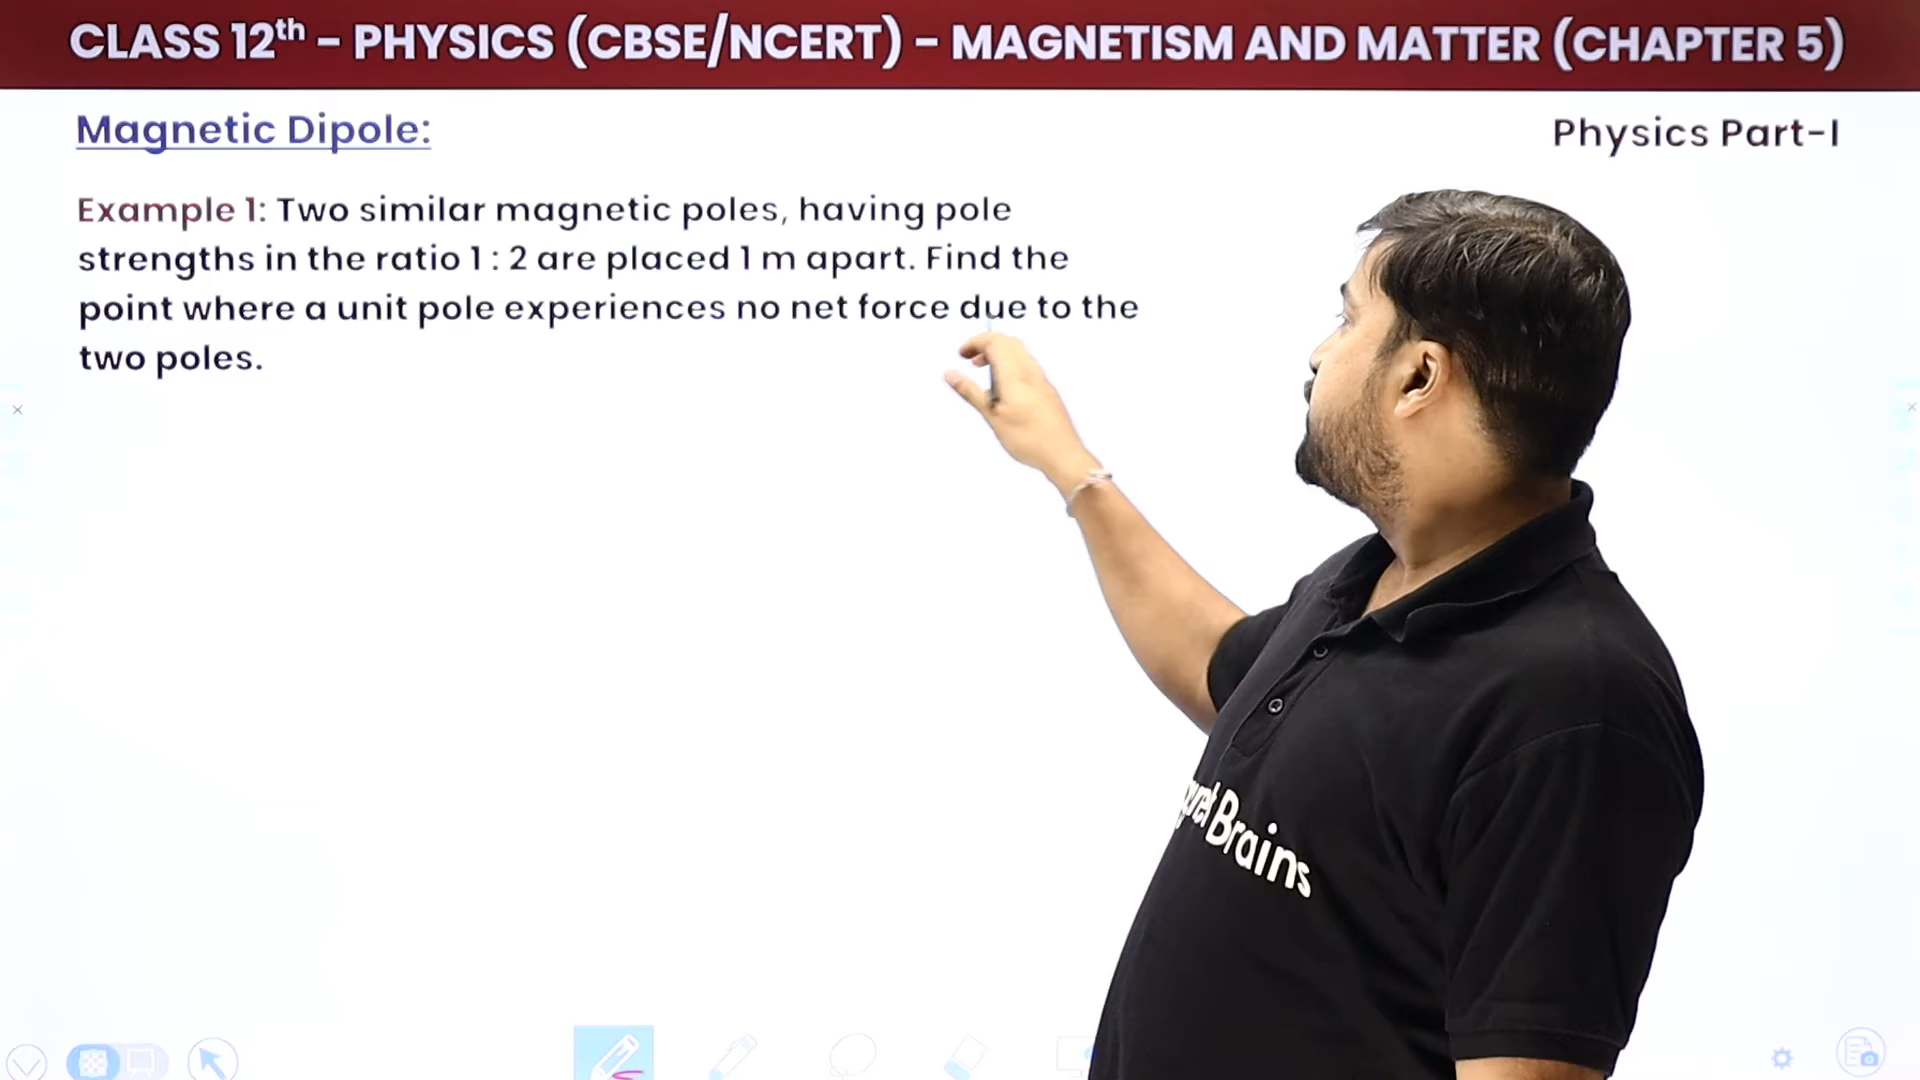 CLASS 12th - PHYSICS (CBSE/NCERT) - MAGNETISM AND MATTER (CHAPTER 5)
Magnetic Dipole:
Physics Part-I
Example 1: Two similar magnetic poles, having pole
strengths in the ratio 1 : 2 are placed 1 m apart. Find the
point where a unit pole experiences no net force due to the
two poles.
Brains